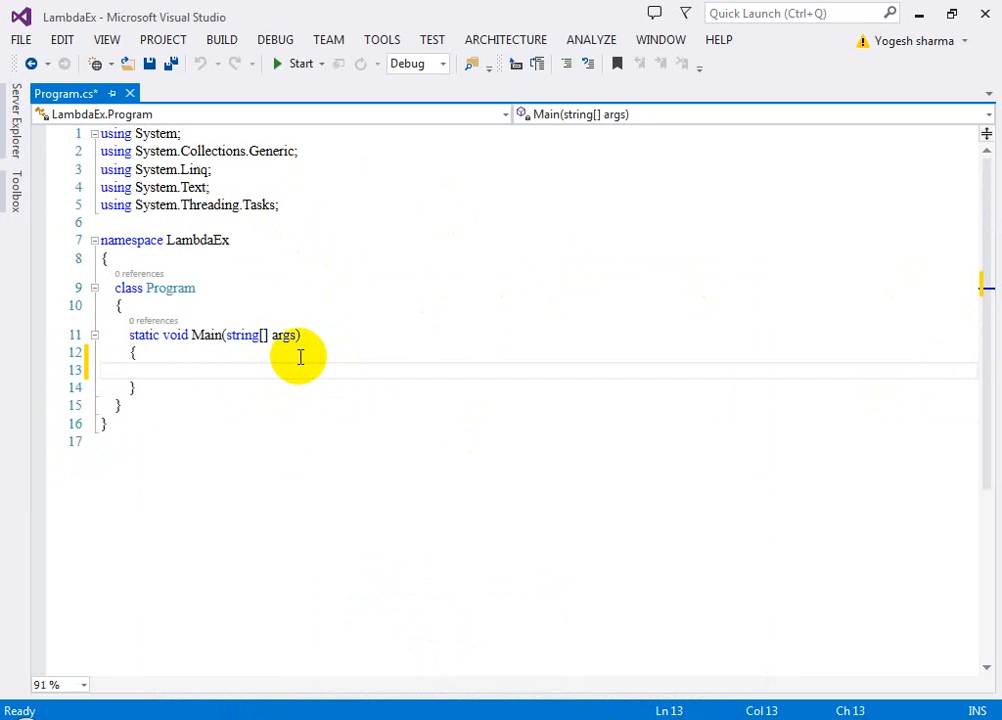 LambdaEx - Microsoft Visual Studio
Quick Launch (Ctrl+Q)
FILE EDIT VIEW PROJECT BUILD DEBUG TEAM TOOLS TEST ARCHITECTURE ANALYZE WINDOW HELP
Yogesh sharma
Start Debug
Server Explorer
Toolbox
Program.cs*
LambdaEx.Program
Main(string[] args)
1 using System;
2 using System.Collections.Generic;
3 using System.Linq;
4 using System.Text;
5 using System.Threading.Tasks;
6
7 namespace LambdaEx
8 {
0 references
9 class Program
10 {
0 references
11 static void Main(string[] args)
12 {
13
14 }
15 }
16 }
17
91 %
Ready
Ln 13 Col 13 Ch 13 INS